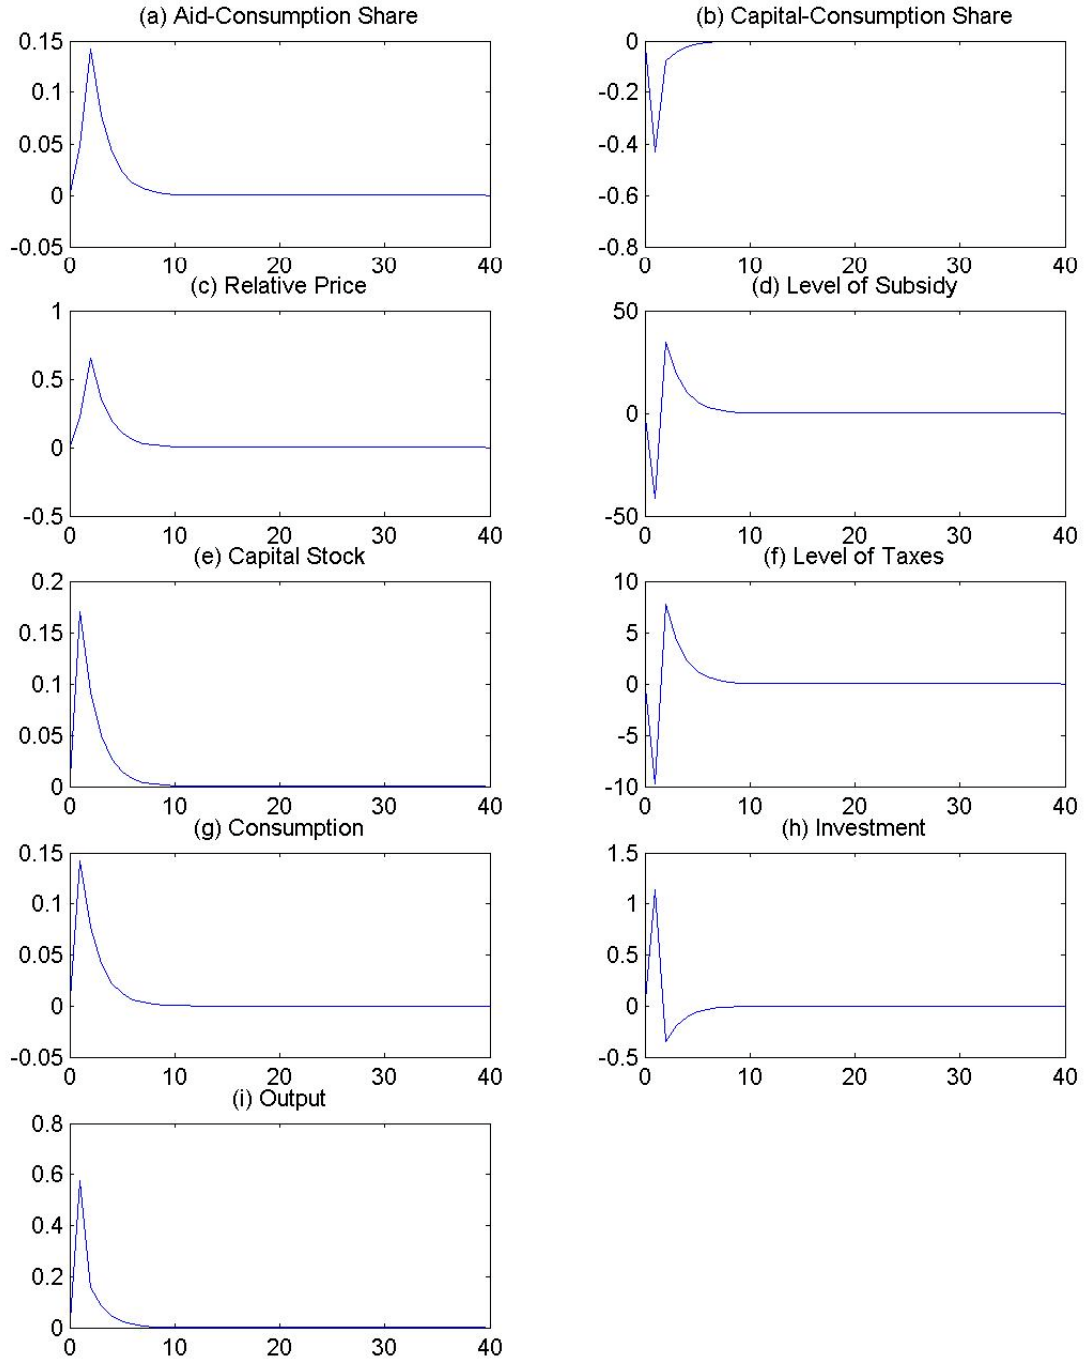 (a) Aid-Consumption Share
0.15
0.1
0.05
0
-0.05
0 10 20 30 40
(b) Capital-Consumption Share
0
-0.2
-0.4
-0.6
-0.8
0 10 20 30 40
(c) Relative Price
1
0.5
0
-0.5
0 10 20 30 40
(d) Level of Subsidy
50
0
-50
0 10 20 30 40
(e) Capital Stock
0.2
0.15
0.1
0.05
0
0 10 20 30 40
(f) Level of Taxes
10
5
0
-5
-10
0 10 20 30 40
(g) Consumption
0.15
0.1
0.05
0
-0.05
0 10 20 30 40
(h) Investment
1.5
1
0.5
0
-0.5
0 10 20 30 40
(i) Output
0.8
0.6
0.4
0.2
0
0 10 20 30 40